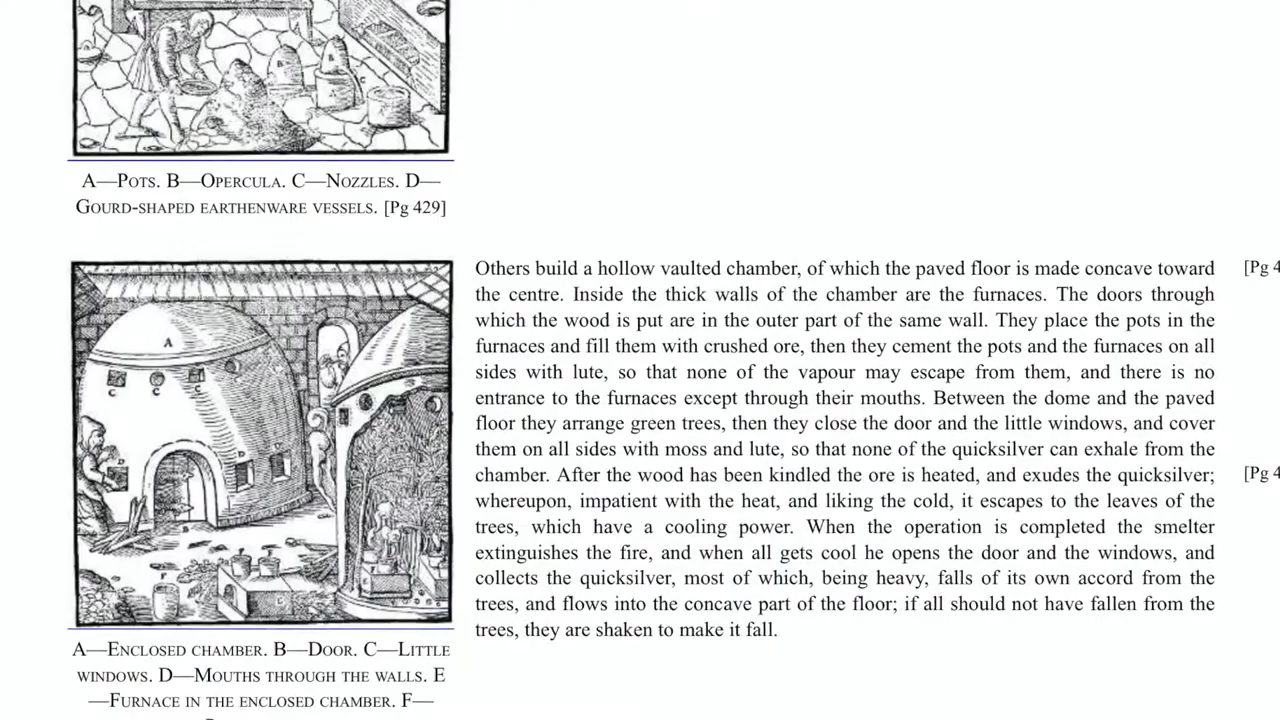 A—Pots. B—Opercula. C—Nozzles. D—
Gourd-shaped earthenware vessels. [Pg 429]
Others build a hollow vaulted chamber, of which the paved floor is made concave toward
the centre. Inside the thick walls of the chamber are the furnaces. The doors through
which the wood is put are in the outer part of the same wall. They place the pots in the
furnaces and fill them with crushed ore, then they cement the pots and the furnaces on all
sides with lute, so that none of the vapour may escape from them, and there is no
entrance to the furnaces except through their mouths. Between the dome and the paved
floor they arrange green trees, then they close the door and the little windows, and cover
them on all sides with moss and lute, so that none of the quicksilver can exhale from the
chamber. After the wood has been kindled the ore is heated, and exudes the quicksilver;
whereupon, impatient with the heat, and liking the cold, it escapes to the leaves of the
trees, which have a cooling power. When the operation is completed the smelter
extinguishes the fire, and when all gets cool he opens the door and the windows, and
collects the quicksilver, most of which, being heavy, falls of its own accord from the
trees, and flows into the concave part of the floor; if all should not have fallen from the
trees, they are shaken to make it fall.
[Pg 4
[Pg 4
A—Enclosed chamber. B—Door. C—Little
windows. D—Mouths through the walls. E
—Furnace in the enclosed chamber. F—